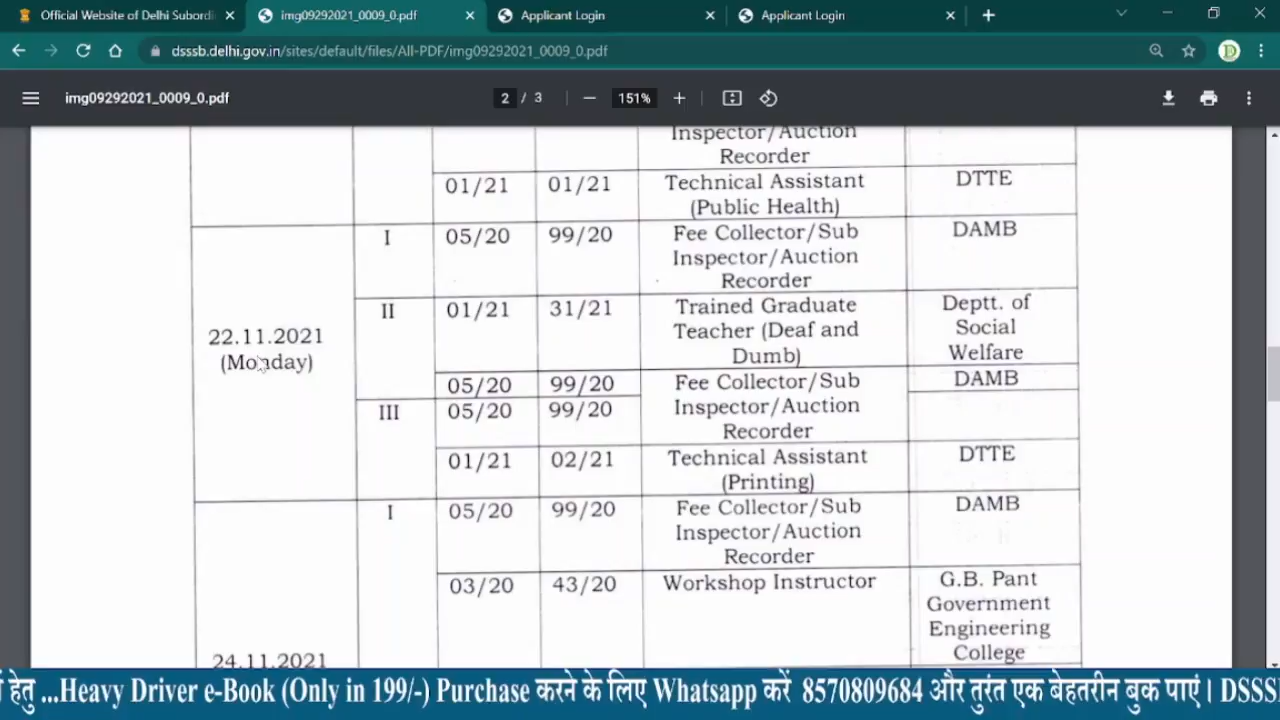 Official Website of Delhi Subordi
img09292021_0009_0.pdf
Applicant Login
Applicant Login
dsssb.delhi.gov.in/sites/default/files/All-PDF/img09292021_0009_0.pdf
D
img09292021_0009_0.pdf
2 / 3
151%
Inspector/Auction
Recorder
01/21 01/21 Technical Assistant DTTE
(Public Health)
I 05/20 99/20 Fee Collector/Sub DAMB
Inspector/Auction
Recorder
22.11.2021
(Monday)
II 01/21 31/21 Trained Graduate Deptt. of
Teacher (Deaf and Social
Dumb) Welfare
05/20 99/20 Fee Collector/Sub DAMB
III 05/20 99/20 Inspector/Auction
Recorder
01/21 02/21 Technical Assistant DTTE
(Printing)
I 05/20 99/20 Fee Collector/Sub DAMB
Inspector/Auction
Recorder
03/20 43/20 Workshop Instructor G.B. Pant
Government
Engineering
College
24.11.2021
हेतु ...Heavy Driver e-Book (Only in 199/-) Purchase करने के लिए Whatsapp करें 8570809684 और तुरंत एक बेहतरीन बुक पाएं। DSSS